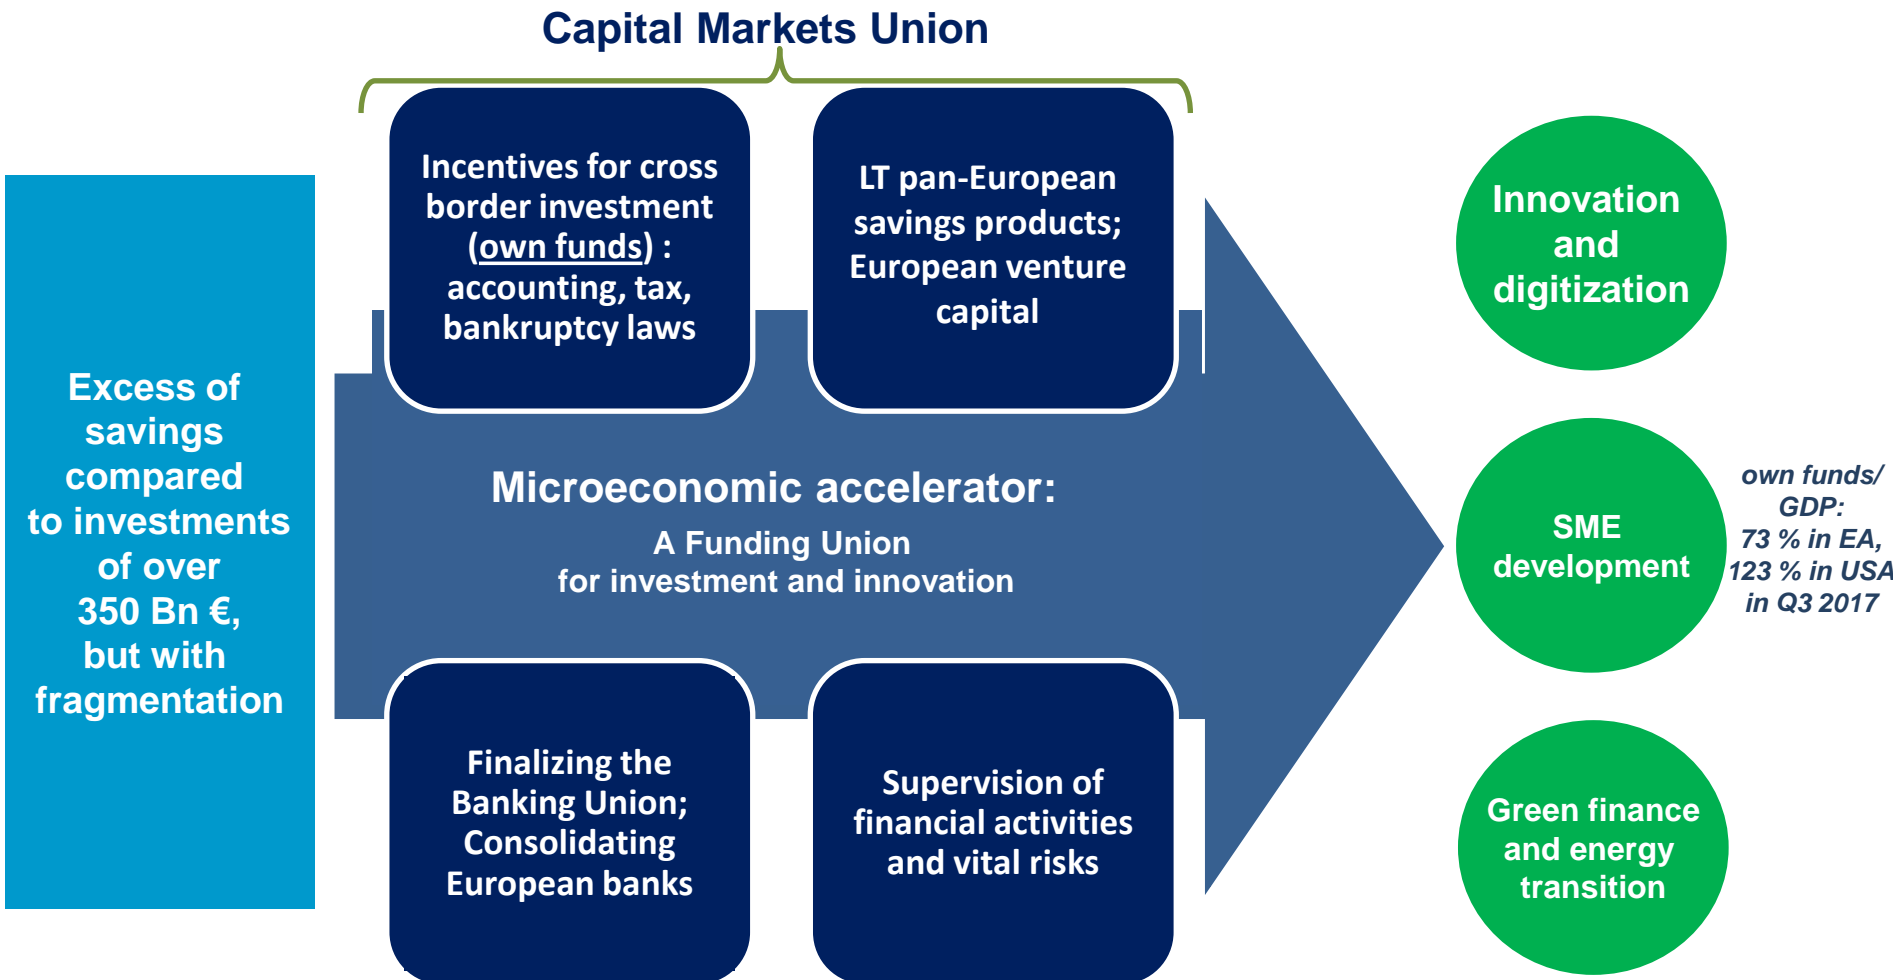 Capital Markets Union
Excess of
savings
compared
to investments
of over
350 Bn €,
but with
fragmentation
Incentives for cross
border investment
(own funds) :
accounting, tax,
bankruptcy laws
LT pan-European
savings products;
European venture
capital
Microeconomic accelerator:
A Funding Union
for investment and innovation
Finalizing the
Banking Union;
Consolidating
European banks
Supervision of
financial activities
and vital risks
Innovation
and
digitization
SME
development
own funds/
GDP:
73 % in EA,
123 % in USA
in Q3 2017
Green finance
and energy
transition